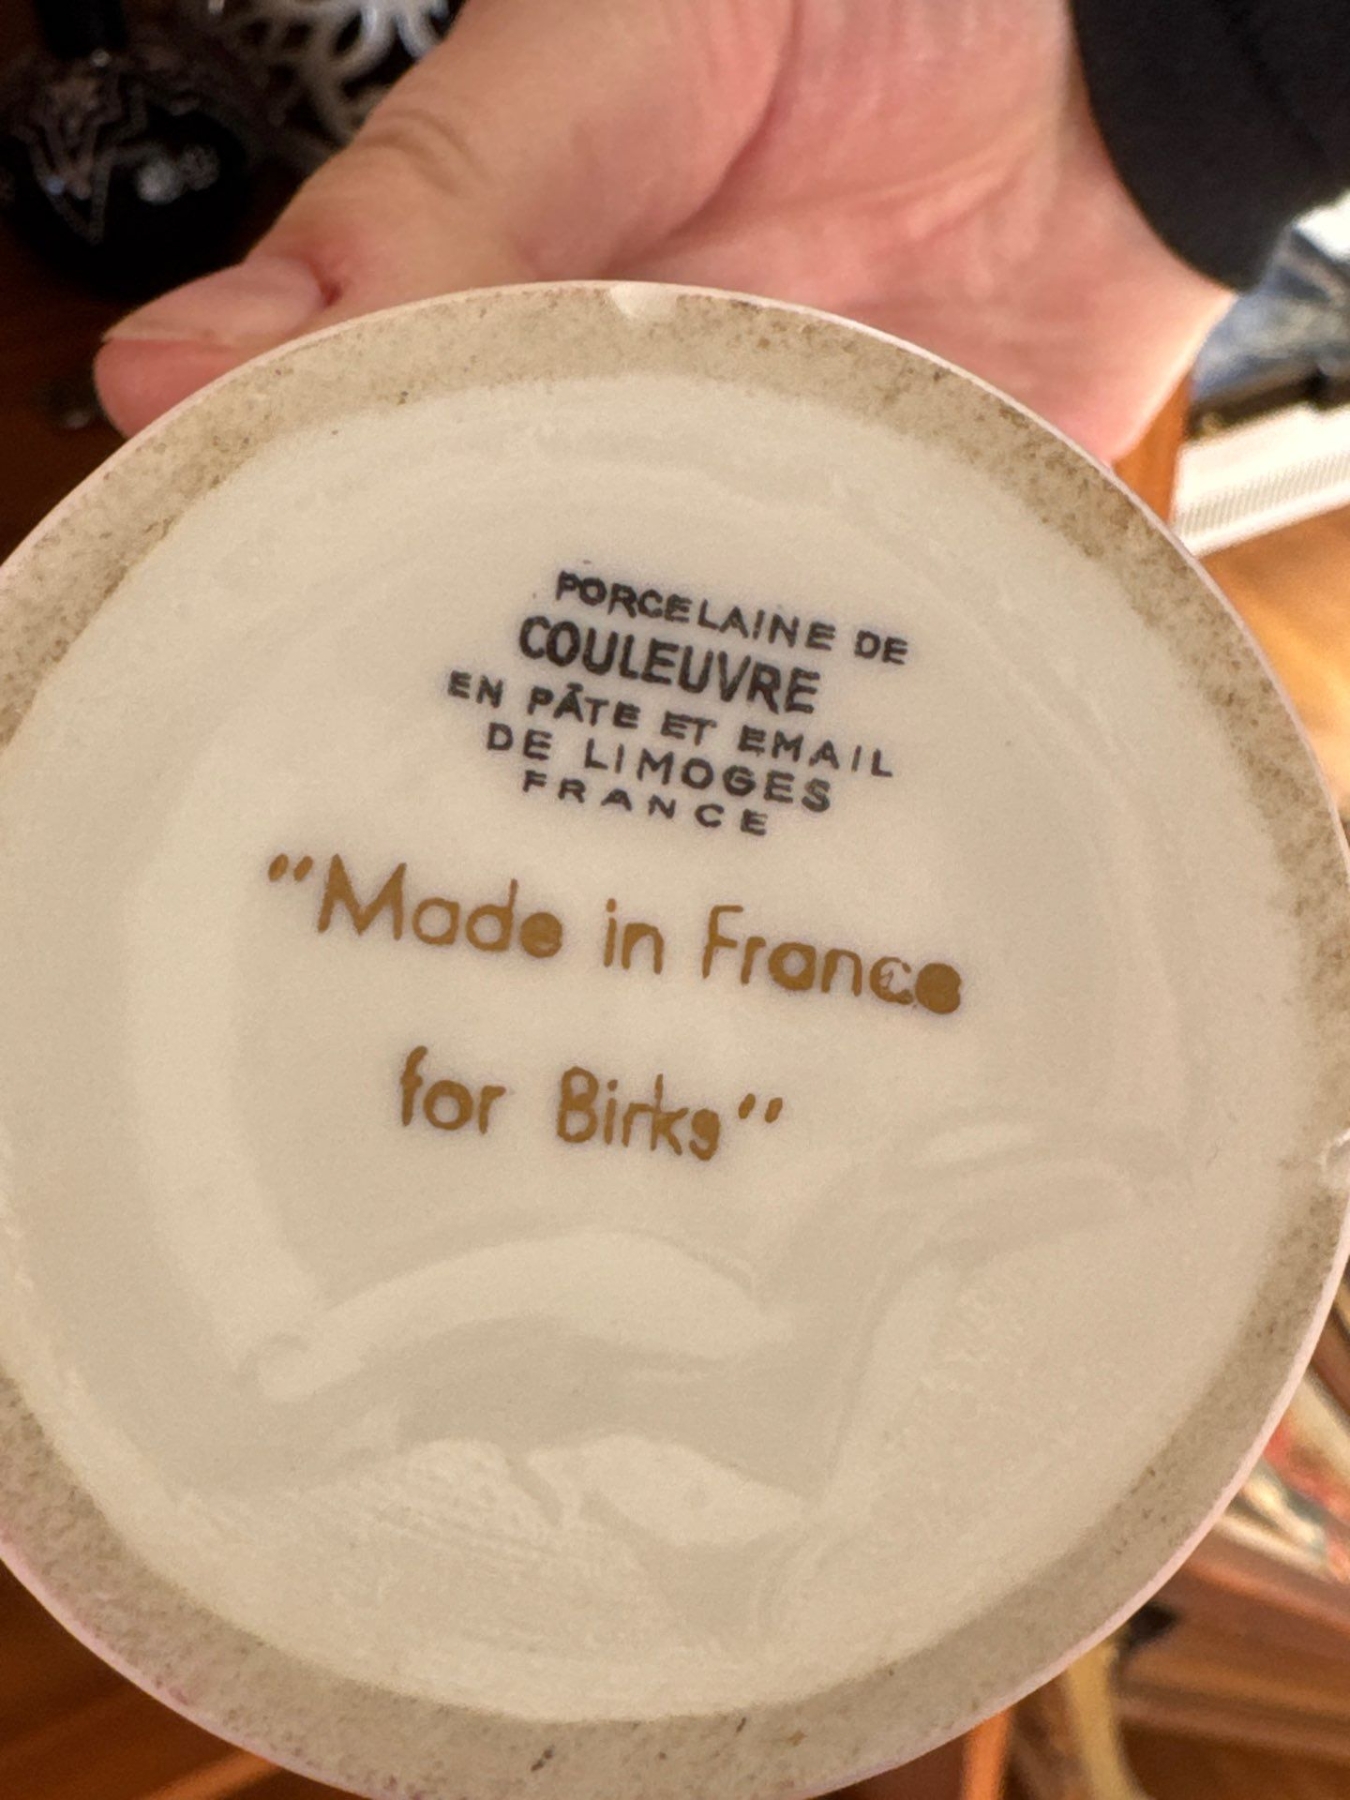 PORCELAINE DE
COULEUVRE
EN PÂTE ET EMAIL
DE LIMOGES
FRANCE
"Made in France
for Birks"